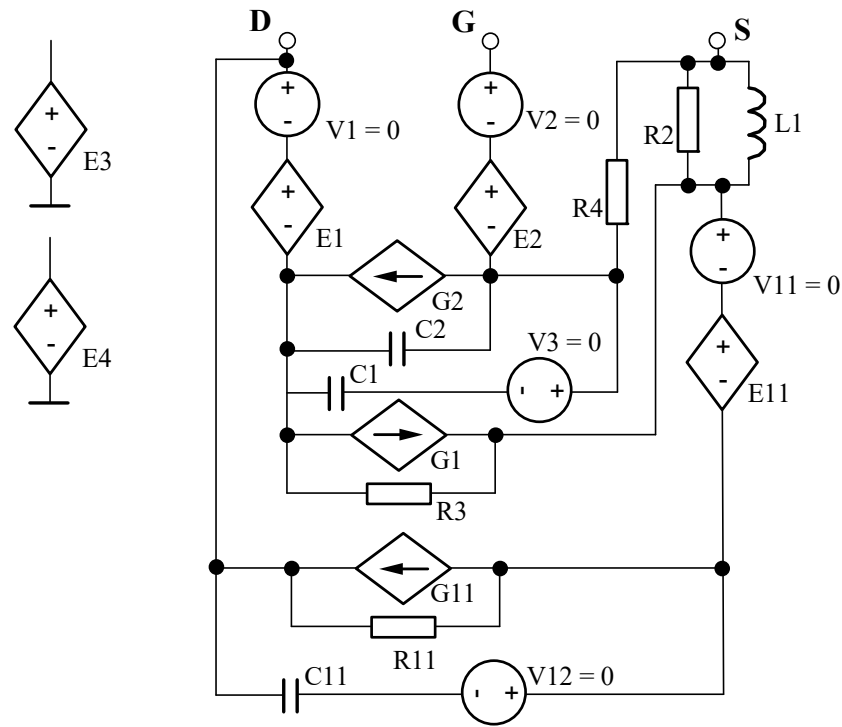 D
G
S
V1 = 0
V2 = 0
R2
L1
E3
R4
E1
E2
V11 = 0
G2
C2
E4
V3 = 0
C1
E11
G1
R3
G11
R11
C11
V12 = 0